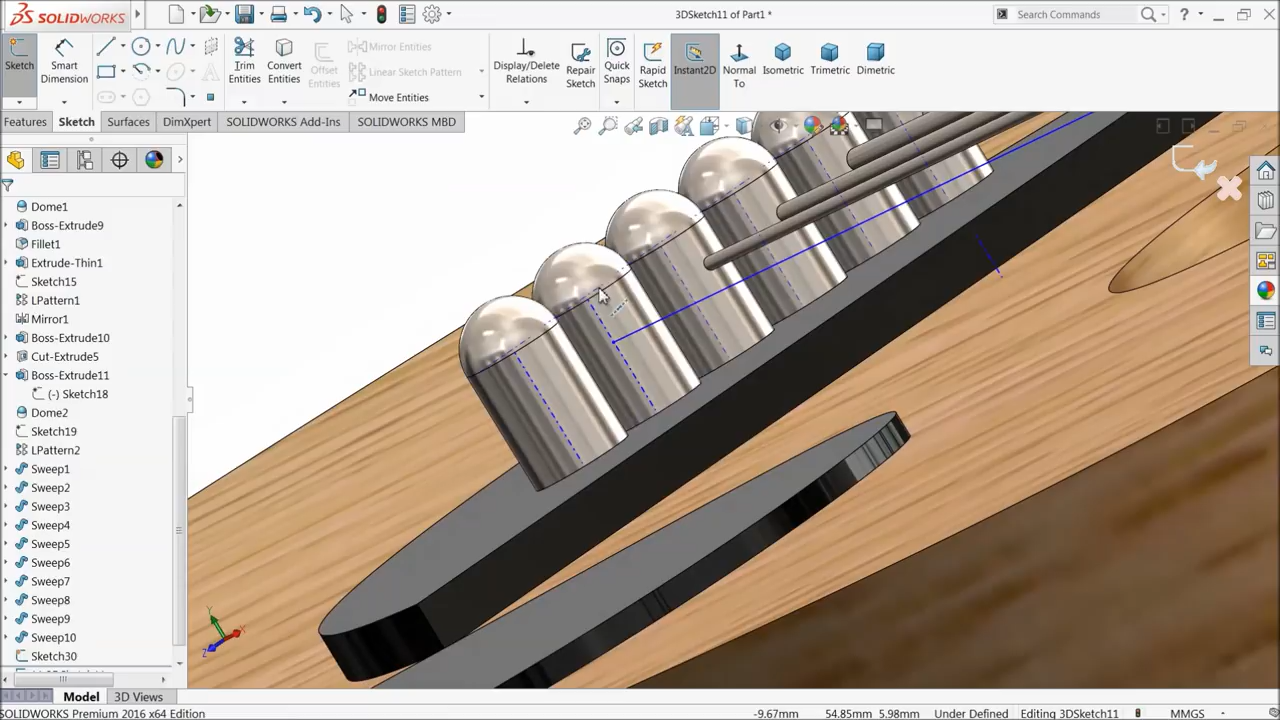 SOLIDWORKS
3DSketch11 of Part1 *
Search Commands
?
Sketch
Smart Dimension
Trim Entities
Convert Entities
Offset Entities
Mirror Entities
Linear Sketch Pattern
Move Entities
Display/Delete Relations
Repair Sketch
Quick Snaps
Rapid Sketch
Instant2D
Normal To
Isometric
Trimetric
Dimetric
Features
Sketch
Surfaces
DimXpert
SOLIDWORKS Add-Ins
SOLIDWORKS MBD
Dome1
Boss-Extrude9
Fillet1
Extrude-Thin1
Sketch15
LPattern1
Mirror1
Boss-Extrude10
Cut-Extrude5
Boss-Extrude11
(-) Sketch18
Dome2
Sketch19
LPattern2
Sweep1
Sweep2
Sweep3
Sweep4
Sweep5
Sweep6
Sweep7
Sweep8
Sweep9
Sweep10
Sketch30
Y
X
Z
Model
3D Views
SOLIDWORKS Premium 2016 x64 Edition
-9.67mm
54.85mm
5.98mm
Under Defined
Editing 3DSketch11
MMGS